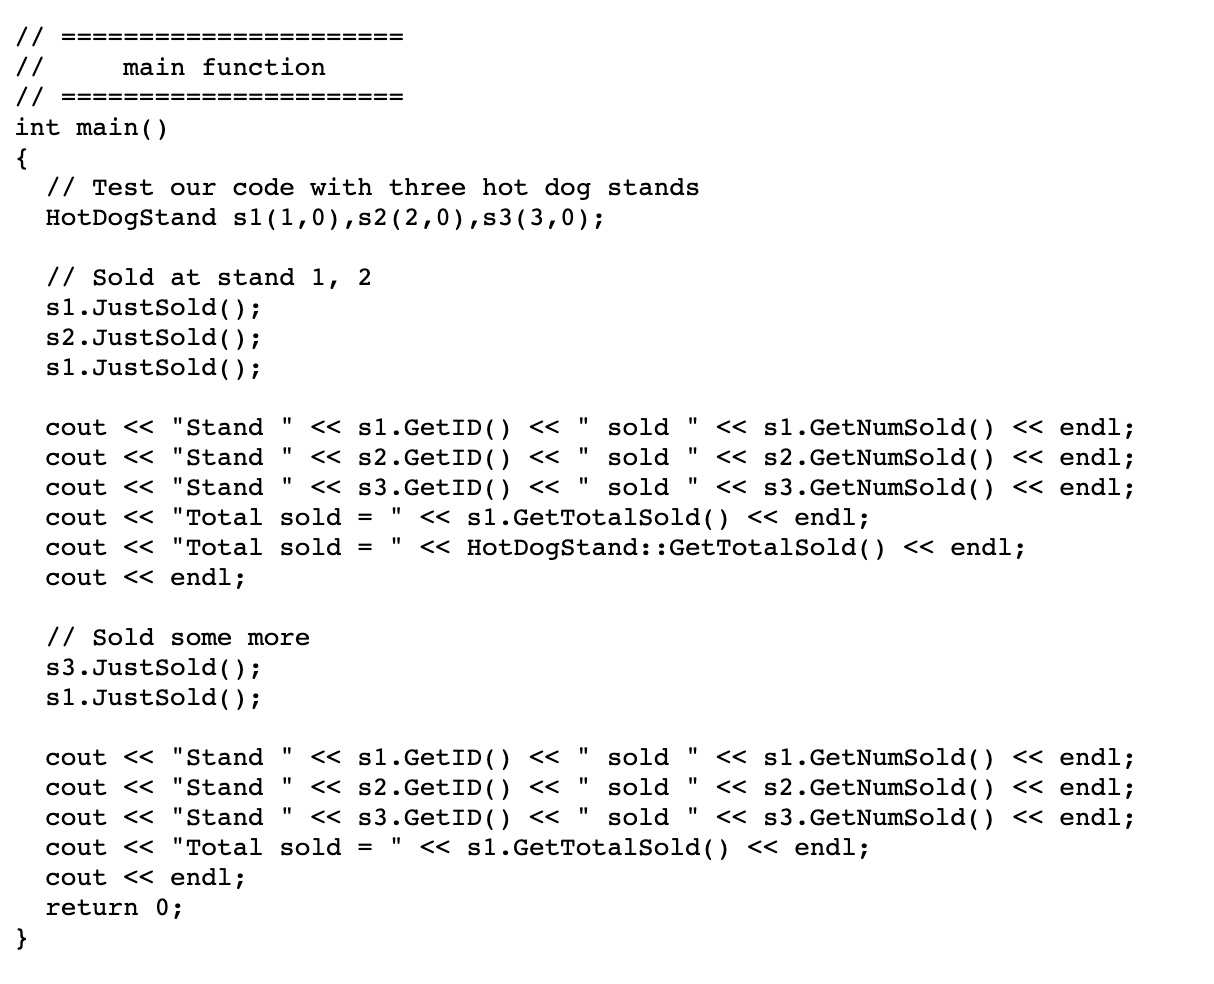 // ======================
//     main function
// ======================
int main()
{
  // Test our code with three hot dog stands
  HotDogStand s1(1,0),s2(2,0),s3(3,0);

  // Sold at stand 1, 2
  s1.JustSold();
  s2.JustSold();
  s1.JustSold();

  cout << "Stand " << s1.GetID() << " sold " << s1.GetNumSold() << endl;
  cout << "Stand " << s2.GetID() << " sold " << s2.GetNumSold() << endl;
  cout << "Stand " << s3.GetID() << " sold " << s3.GetNumSold() << endl;
  cout << "Total sold = " << s1.GetTotalSold() << endl;
  cout << "Total sold = " << HotDogStand::GetTotalSold() << endl;
  cout << endl;

  // Sold some more
  s3.JustSold();
  s1.JustSold();

  cout << "Stand " << s1.GetID() << " sold " << s1.GetNumSold() << endl;
  cout << "Stand " << s2.GetID() << " sold " << s2.GetNumSold() << endl;
  cout << "Stand " << s3.GetID() << " sold " << s3.GetNumSold() << endl;
  cout << "Total sold = " << s1.GetTotalSold() << endl;
  cout << endl;
  return 0;
}